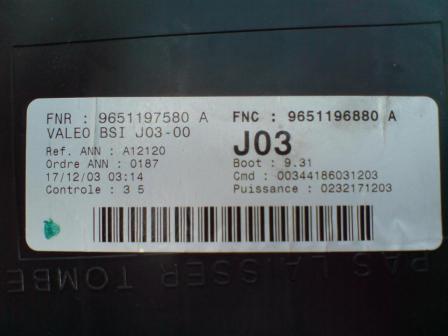 FNR : 9651197580 A FNC : 9651196880 A
VALEO BSI J03-00
J03
Ref. ANN : A12120
Ordre ANN : 0187 Boot : 9.31
17/12/03 03:14 Cmd : 00344186031203
Controle : 3 5 Puissance : 0232171203
PAS LAISSER TOMBE